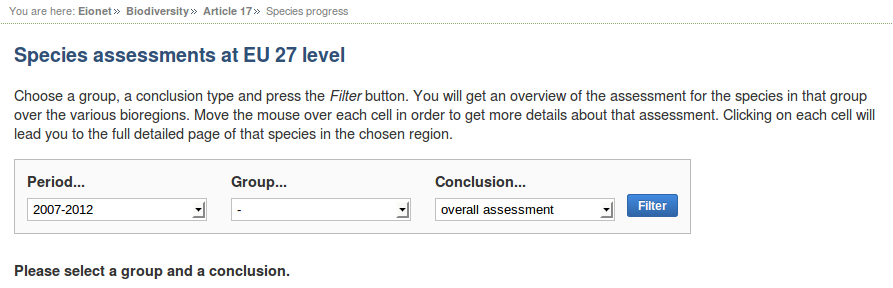 You are here: Eionet» Biodiversity» Article 17» Species progress
Species assessments at EU 27 level
Choose a group, a conclusion type and press the Filter button. You will get an overview of the assessment for the species in that group
over the various bioregions. Move the mouse over each cell in order to get more details about that assessment. Clicking on each cell will
lead you to the full detailed page of that species in the chosen region.
Period... Group... Conclusion...
2007-2012 - overall assessment Filter
Please select a group and a conclusion.